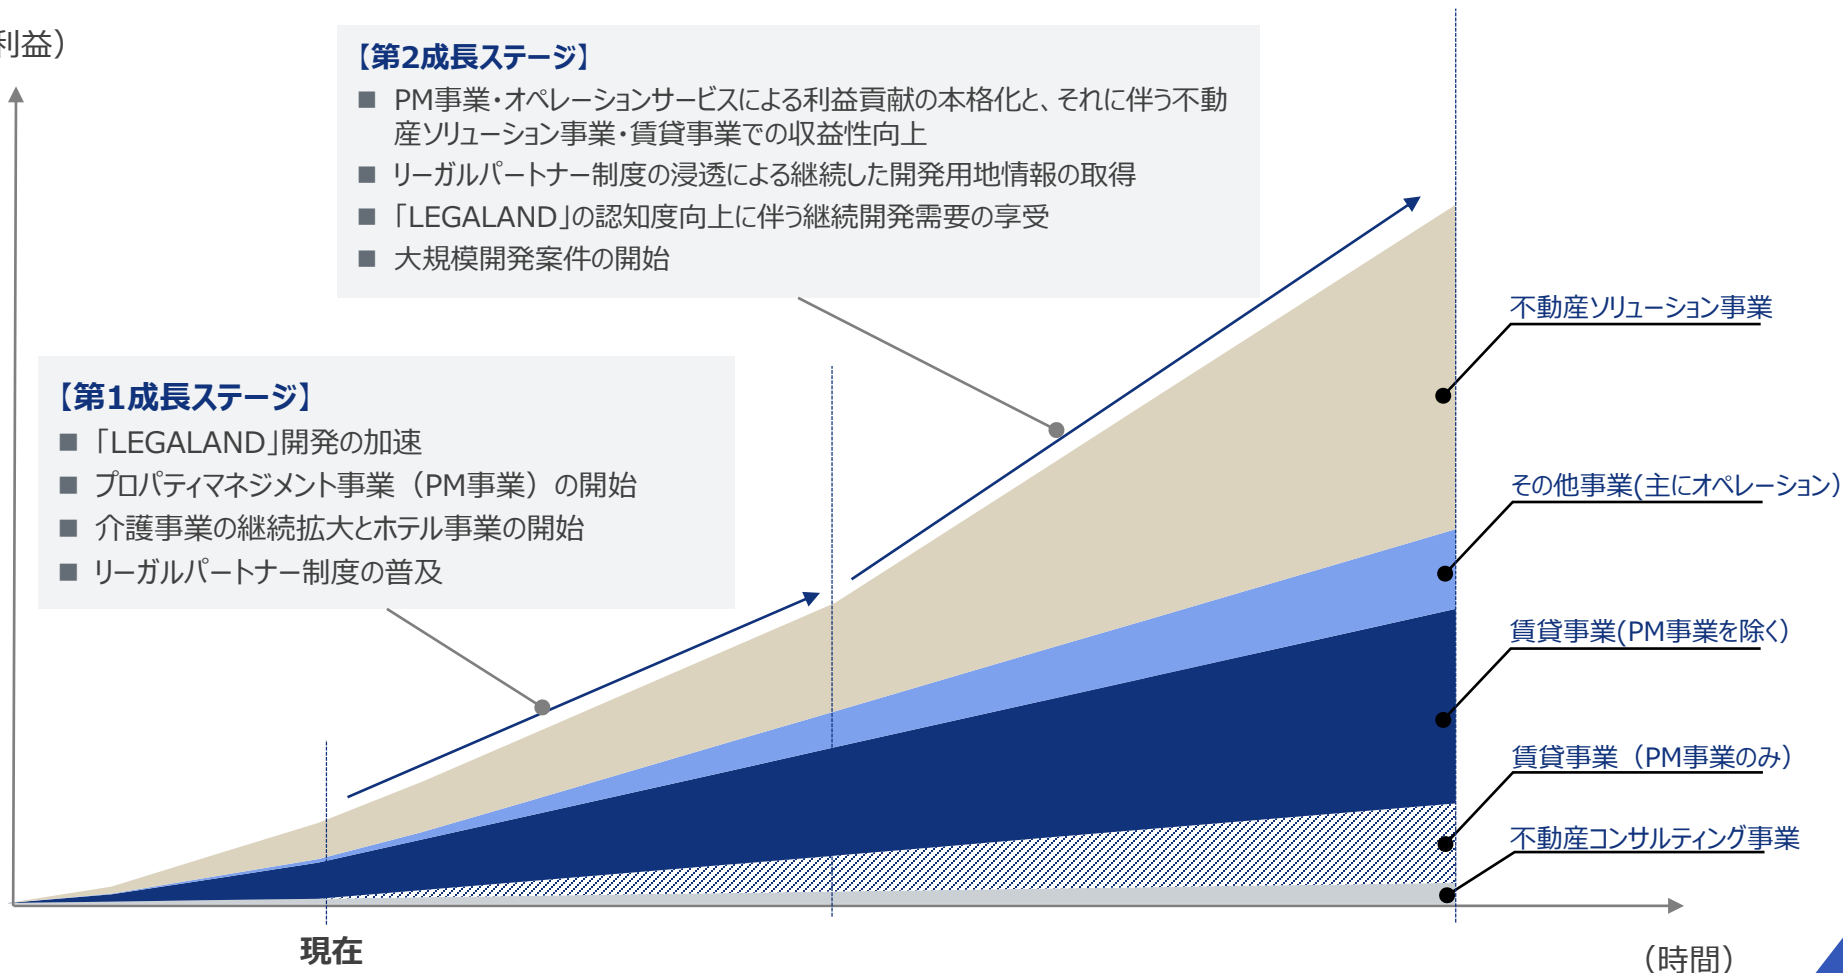 利益）
【第2成長ステージ】
■ PM事業・オペレーションサービスによる利益貢献の本格化と、それに伴う不動
産ソリューション事業・賃貸事業での収益性向上
■ リーガルパートナー制度の浸透による継続した開発用地情報の取得
■ 「LEGALAND」の認知度向上に伴う継続開発需要の享受
■ 大規模開発案件の開始
【第1成長ステージ】
■ 「LEGALAND」開発の加速
■ プロパティマネジメント事業（PM事業）の開始
■ 介護事業の継続拡大とホテル事業の開始
■ リーガルパートナー制度の普及
不動産ソリューション事業
その他事業(主にオペレーション)
賃貸事業(PM事業を除く)
賃貸事業（PM事業のみ）
不動産コンサルティング事業
現在
（時間）